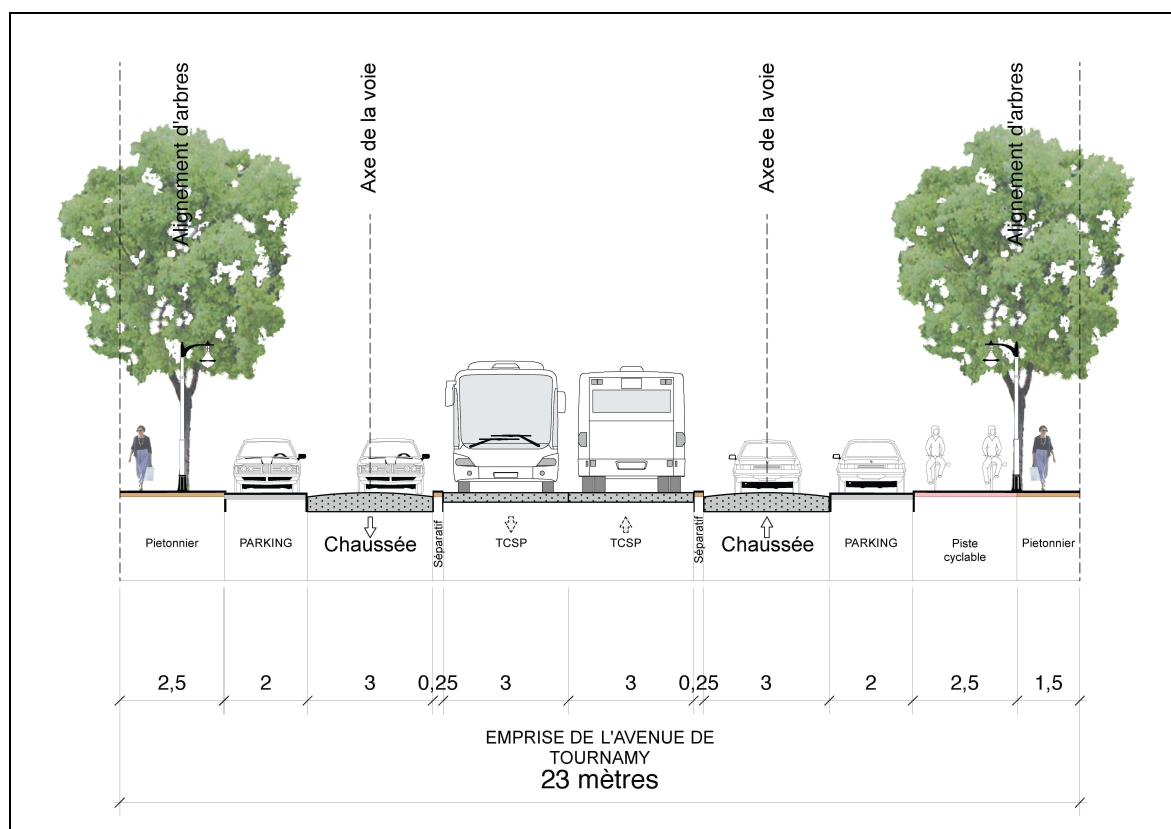 Alignement d'arbres
Axe de la voie
Axe de la voie
Alignement d'arbres
Pietonnier
PARKING
Chaussée
Séparatif
TCSP
TCSP
Séparatif
Chaussée
PARKING
Piste
cyclable
Pietonnier
2,5 2 3 0,25 3 3 0,25 3 2 2,5 1,5
EMPRISE DE L'AVENUE DE
TOURNAMY
23 mètres